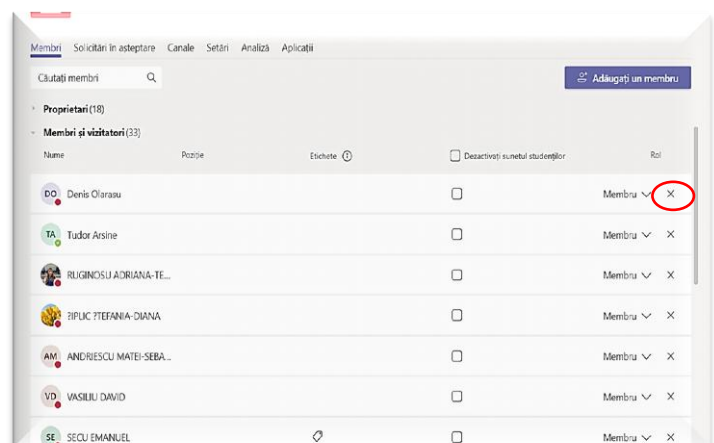 Membri Solicitări în așteptare Canale Setări Analiză Aplicații
Căutați membri Adăugați un membru
Proprietari (18)
Membri și vizitatori (33)
Nume Poziție Etichete Dezactivați sunetul studenților Rol
DO Denis Olarasu Membru
TA Tudor Arsine Membru
RUGINOSU ADRIANA-TE... Membru
?IPLIC ?TEFANIA-DIANA Membru
AM ANDRIESCU MATEI-SEBA... Membru
VD VASILIU DAVID Membru
SE SECU EMANUEL Membru